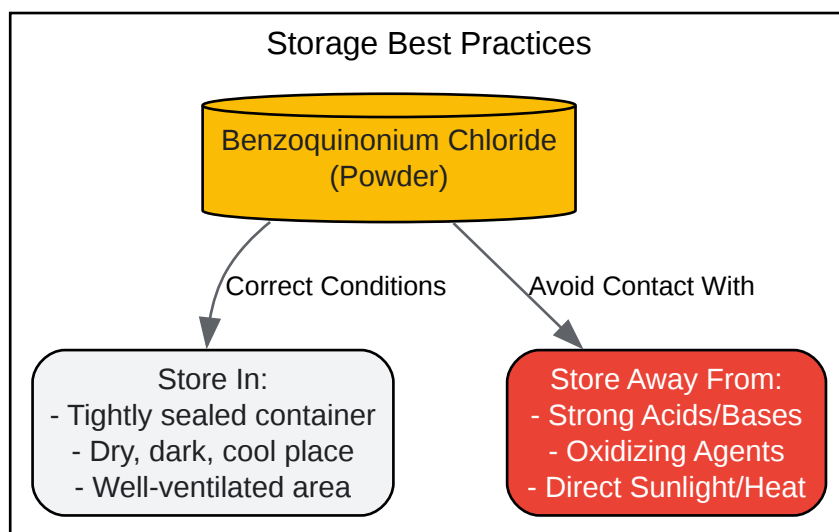 Storage Best Practices
Benzoquinonium Chloride
(Powder)
Correct Conditions
Avoid Contact With
Store In:
- Tightly sealed container
- Dry, dark, cool place
- Well-ventilated area
Store Away From:
- Strong Acids/Bases
- Oxidizing Agents
- Direct Sunlight/Heat